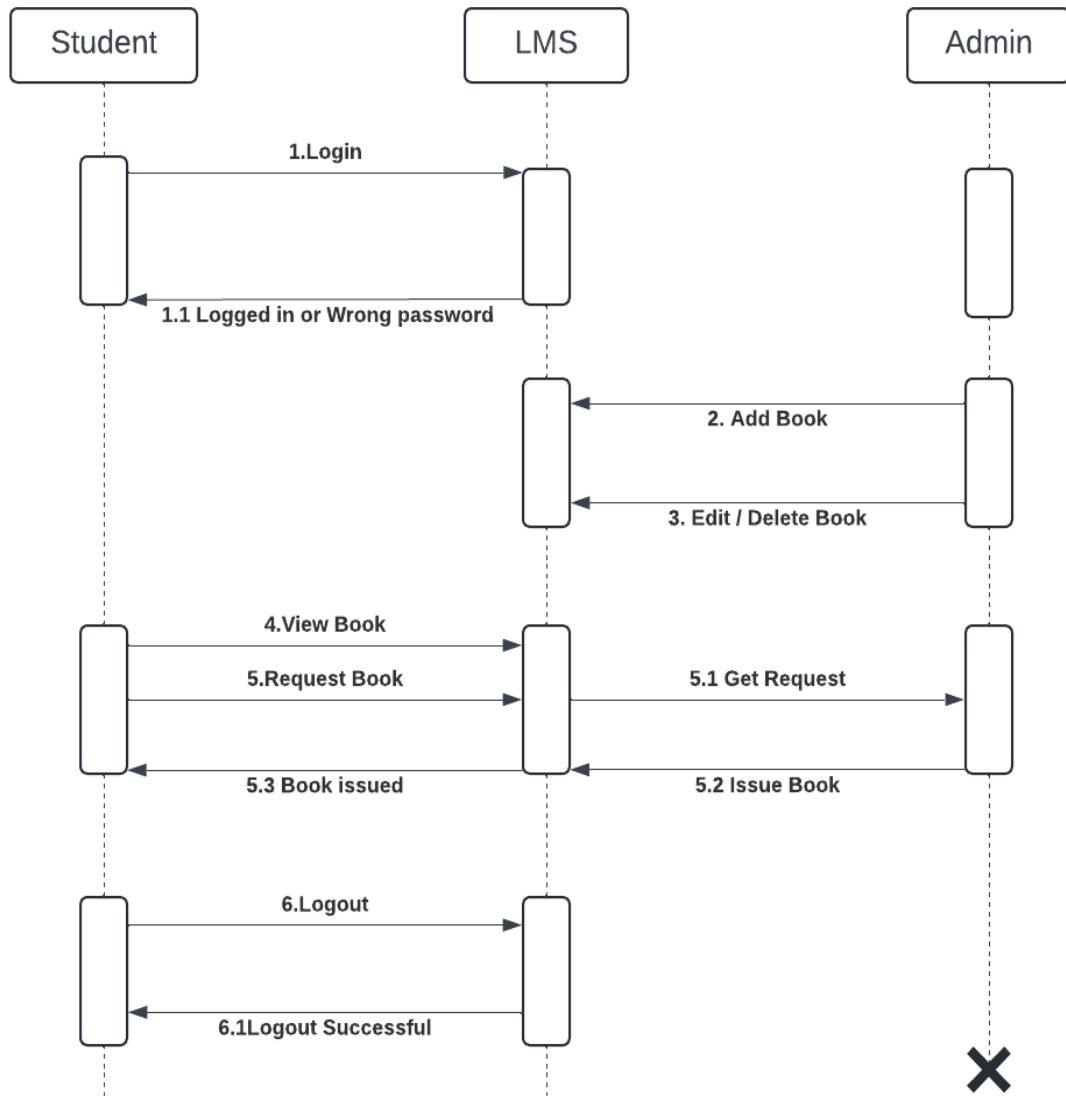 Student
LMS
Admin
1.Login
1.1 Logged in or Wrong password
2. Add Book
3. Edit / Delete Book
4.View Book
5.Request Book
5.1 Get Request
5.3 Book issued
5.2 Issue Book
6.Logout
6.1Logout Successful